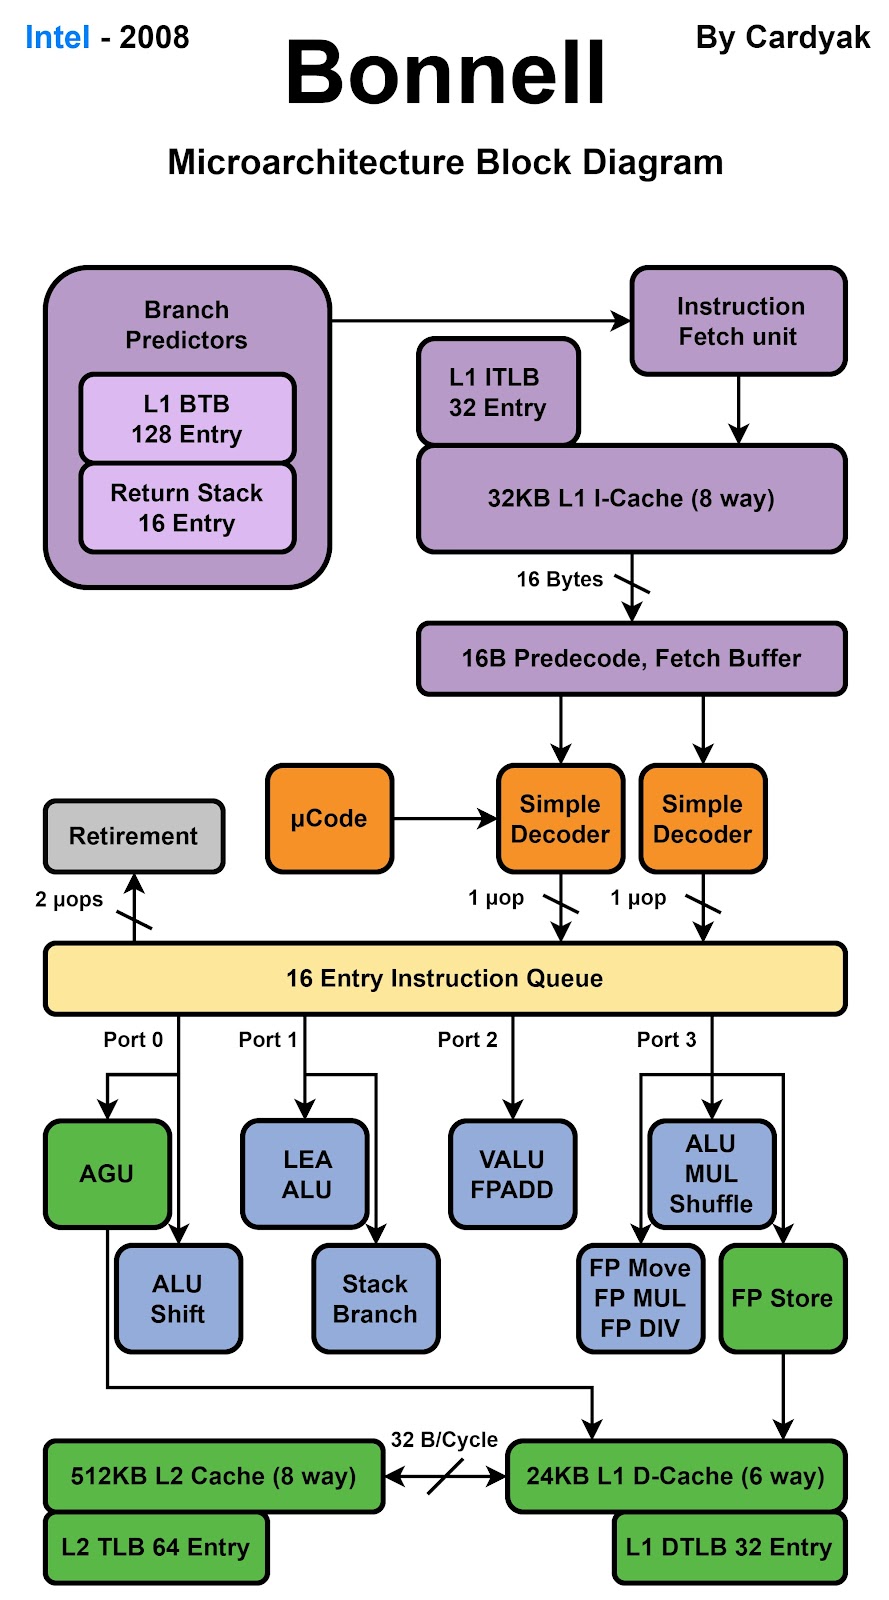 Intel - 2008
By Cardyak
Bonnell
Microarchitecture Block Diagram
Branch
Predictors
L1 BTB
128 Entry
Return Stack
16 Entry
Instruction
Fetch unit
L1 ITLB
32 Entry
32KB L1 I-Cache (8 way)
16 Bytes
16B Predecode, Fetch Buffer
µCode
Simple
Decoder
Simple
Decoder
Retirement
2 µops
1 µop
1 µop
16 Entry Instruction Queue
Port 0
Port 1
Port 2
Port 3
AGU
LEA
ALU
VALU
FPADD
ALU
MUL
Shuffle
ALU
Shift
Stack
Branch
FP Move
FP MUL
FP DIV
FP Store
32 B/Cycle
512KB L2 Cache (8 way)
24KB L1 D-Cache (6 way)
L2 TLB 64 Entry
L1 DTLB 32 Entry